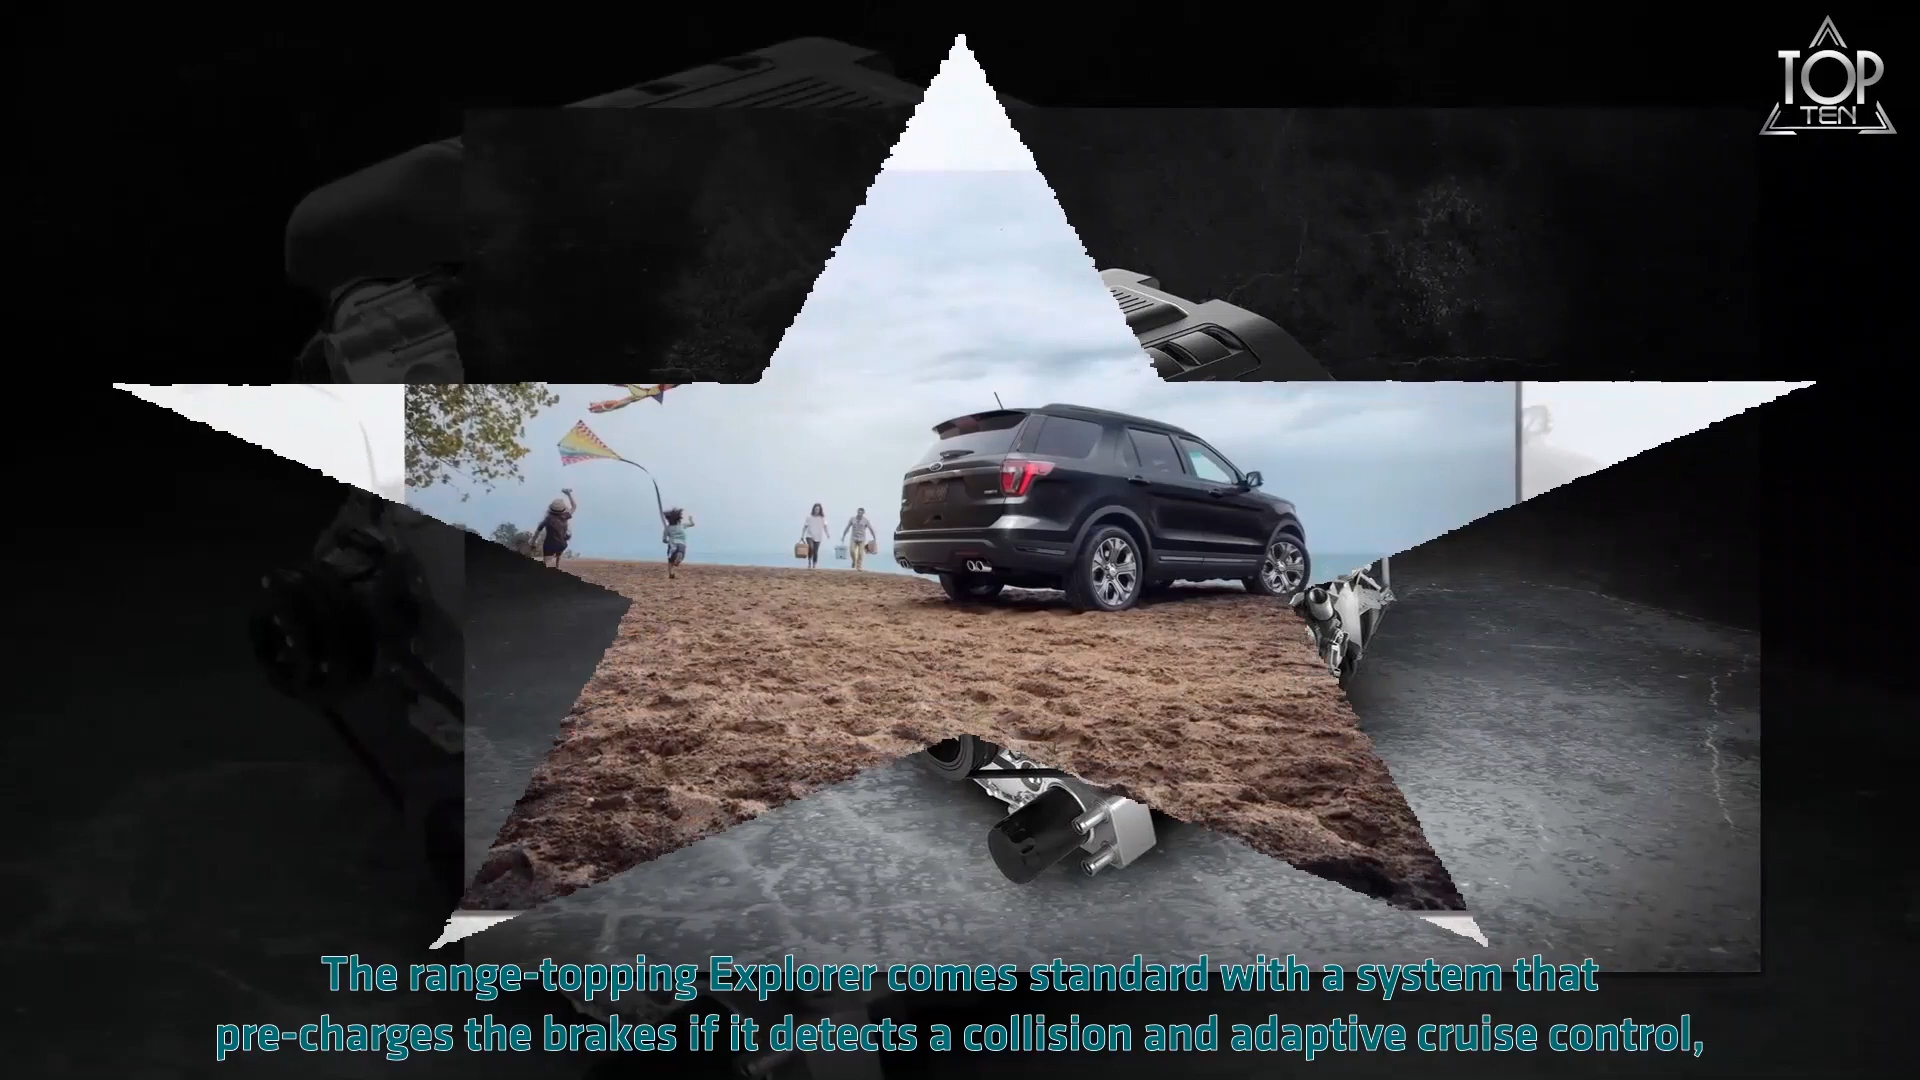 TOP
TEN
The range-topping Explorer comes standard with a system that
pre-charges the brakes if it detects a collision and adaptive cruise control,